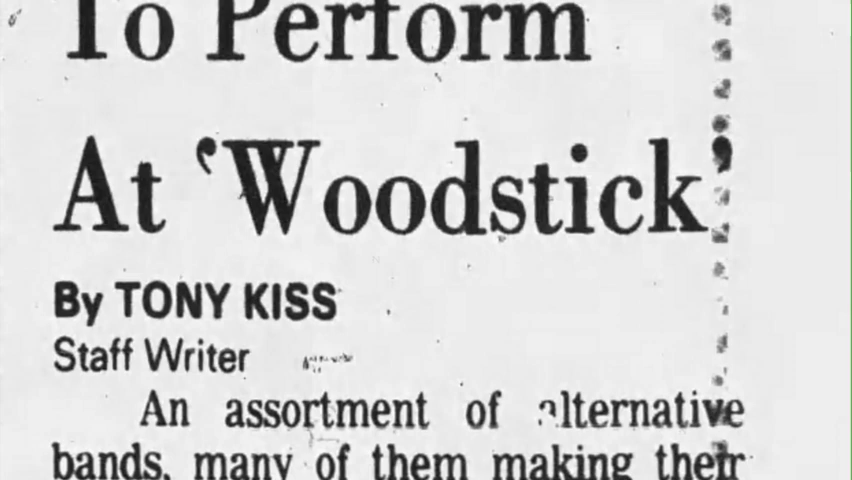 To Perform
At 'Woodstick'
By TONY KISS
Staff Writer
An assortment of alternative
bands, many of them making their